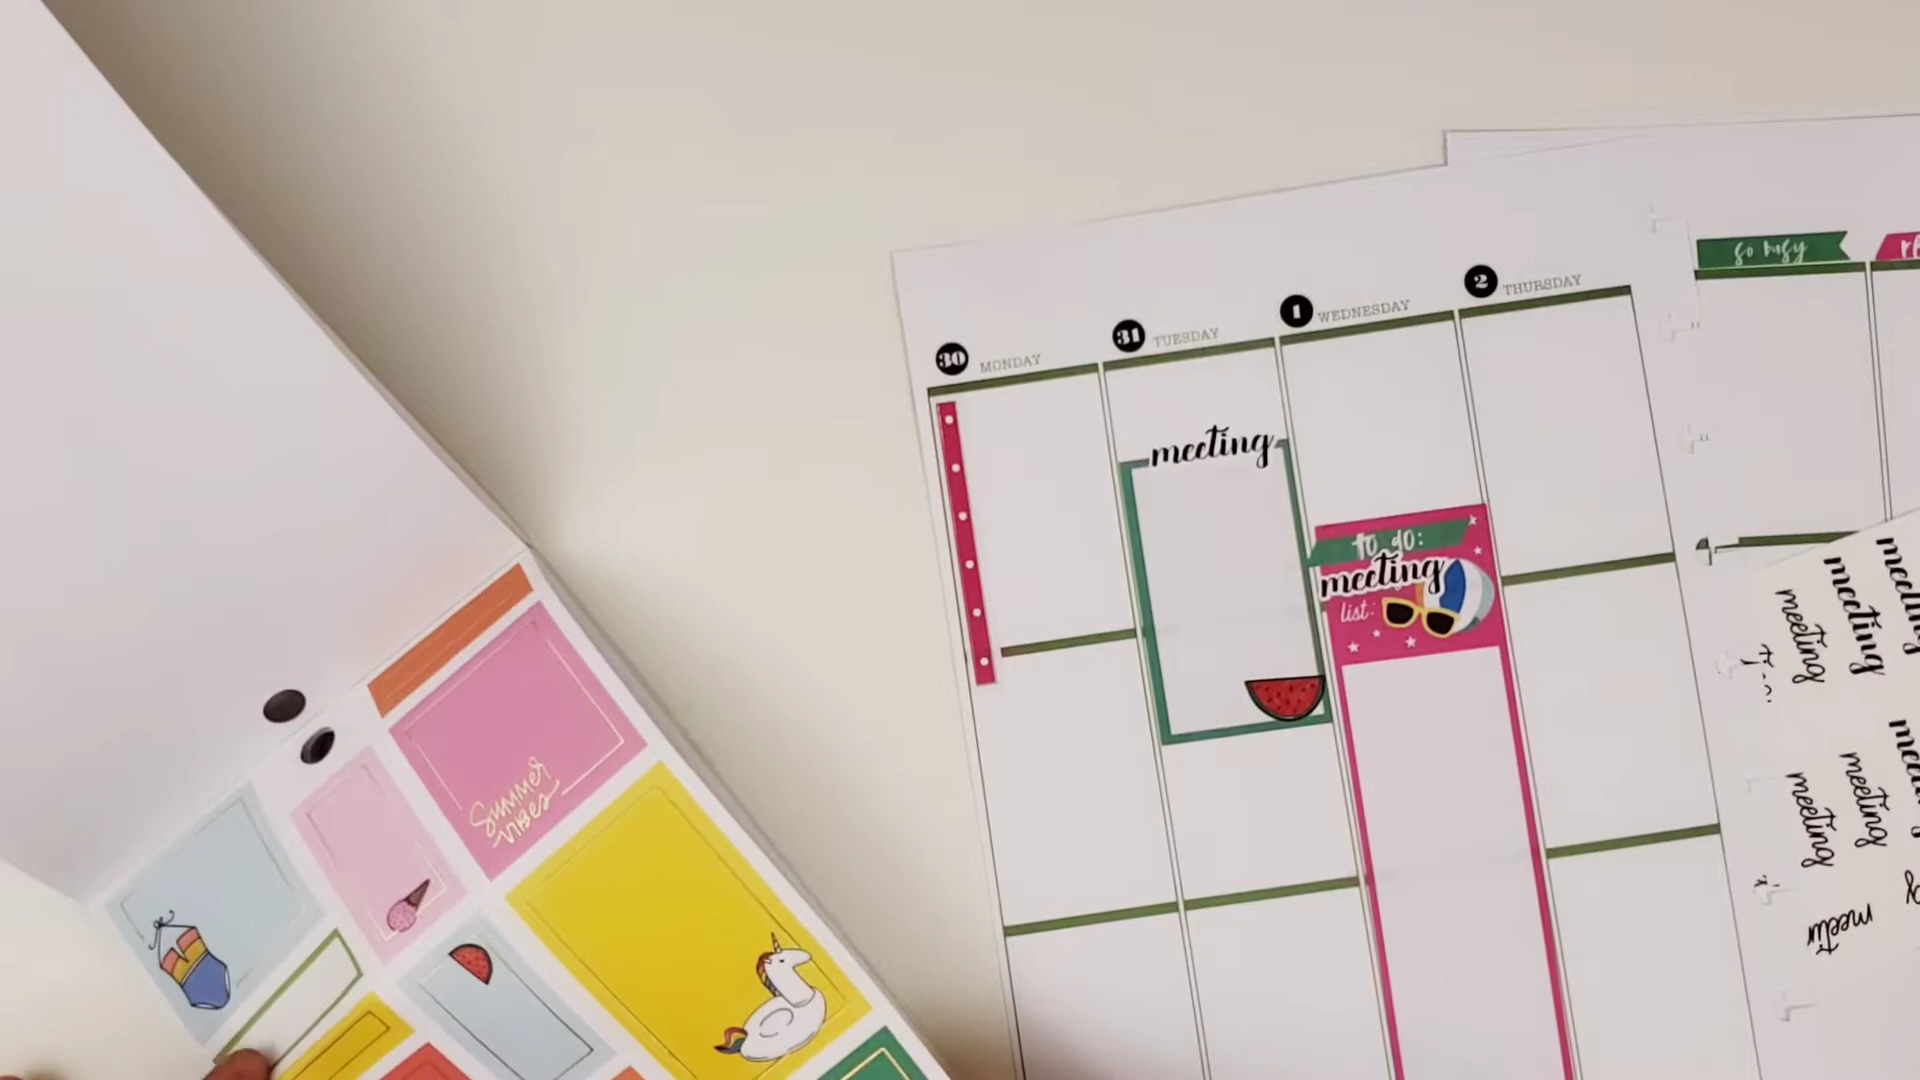 so busy
2 THURSDAY
1 WEDNESDAY
31 TUESDAY
30 MONDAY
meeting
to do:
meeting
list:
summer
vibes
meeting
meeting
meeting
meeting
meeting